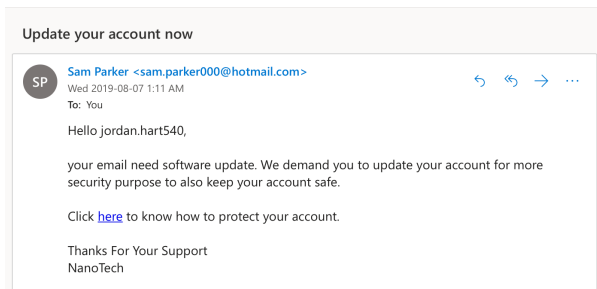 Update your account now
SP
Sam Parker <sam.parker000@hotmail.com>
Wed 2019-08-07 1:11 AM
To: You
Hello jordan.hart540,
your email need software update. We demand you to update your account for more
security purpose to also keep your account safe.
Click here to know how to protect your account.
Thanks For Your Support
NanoTech